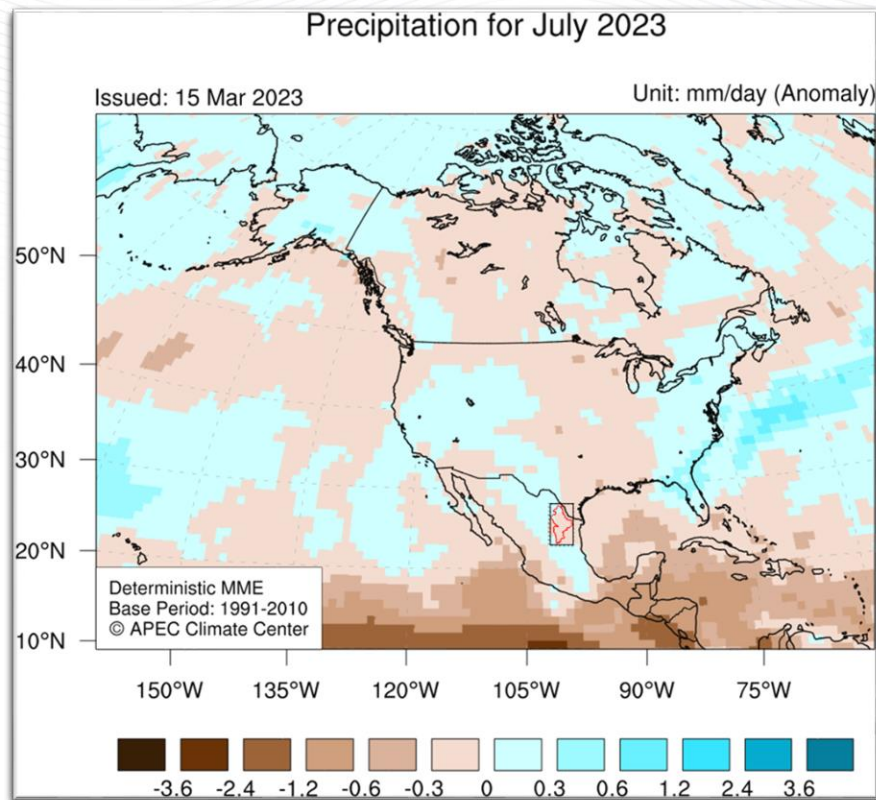 Precipitation for July 2023
Issued: 15 Mar 2023
Unit: mm/day (Anomaly)
50°N
40°N
30°N
20°N
10°N
Deterministic MME
Base Period: 1991-2010
© APEC Climate Center
150°W 135°W 120°W 105°W 90°W 75°W
-3.6 -2.4 -1.2 -0.6 -0.3 0 0.3 0.6 1.2 2.4 3.6